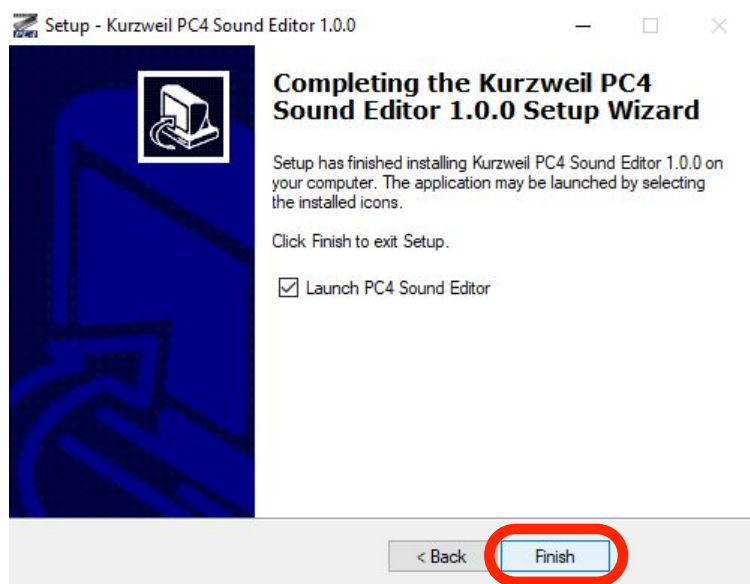 Setup - Kurzweil PC4 Sound Editor 1.0.0
Completing the Kurzweil PC4
Sound Editor 1.0.0 Setup Wizard
Setup has finished installing Kurzweil PC4 Sound Editor 1.0.0 on
your computer. The application may be launched by selecting
the installed icons.
Click Finish to exit Setup.
Launch PC4 Sound Editor
< Back
Finish